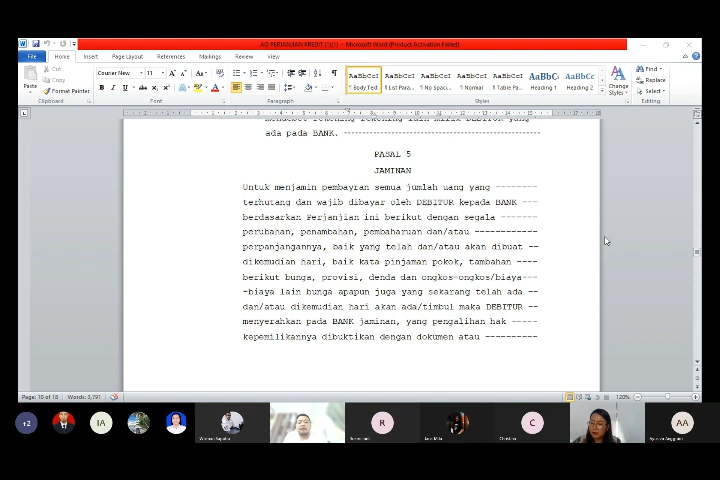 AO PERJANJIAN KREDIT [1](1) - Microsoft Word (Product Activation Failed)
File Home Insert Page Layout References Mailings Review View
Cut
Copy
Format Painter
Paste
Clipboard
Courier New 11
Font
Paragraph
AaBbCcI AaBbCcI AaBbCcI AaBbCcI AaBbCcI AaBbC AaBbCc
¶ Body Text ¶ List Para... ¶ No Spaci... ¶ Normal ¶ Table Pa... Heading 1 Heading 2
Styles
Change Styles
Find
Replace
Select
Editing
ada pada BANK. ----------------------------------------
PASAL 5
JAMINAN
Untuk menjamin pembayran semua jumlah uang yang --------
terhutang dan wajib dibayar oleh DEBITUR kepada BANK ---
berdasarkan Perjanjian ini berikut dengan segala -------
perubahan, penambahan, pembaharuan dan/atau ------------
perpanjangannya, baik yang telah dan/atau akan dibuat --
dikemudian hari, baik kata pinjaman pokok, tambahan ----
berikut bunga, provisi, denda dan ongkos-ongkos/biaya---
-biaya lain bunga apapun juga yang sekarang telah ada --
dan/atau dikemudian hari akan ada/timbul maka DEBITUR --
menyerahkan pada BANK jaminan, yang pengalihan hak -----
kepemilikannya dibuktikan dengan dokumen atau ----------
Page: 10 of 18 Words: 3,791
120%
+2
IA
R
C
AA
Christina